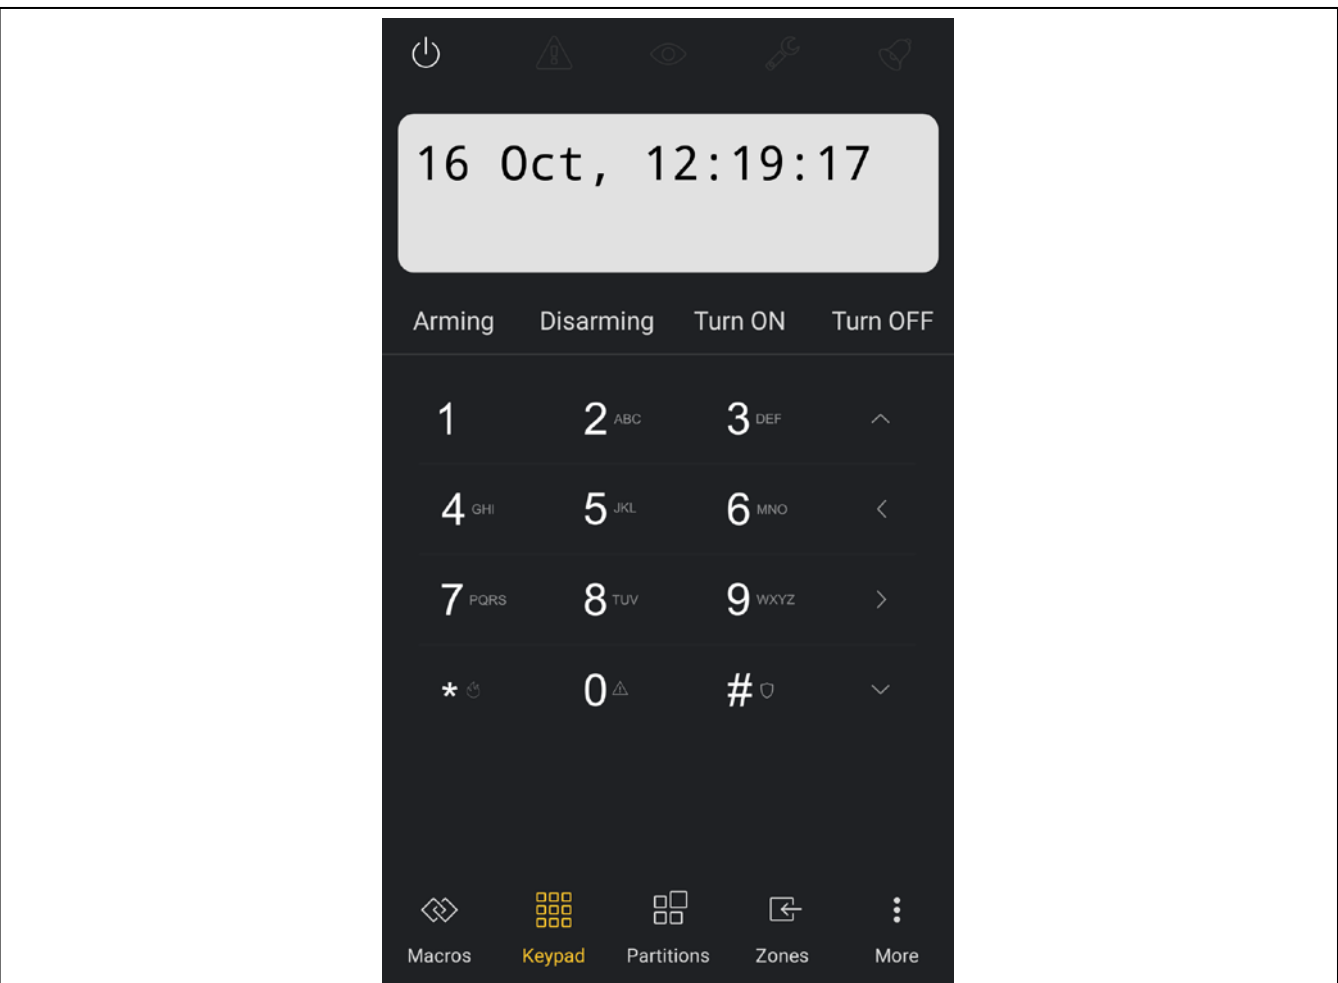 16 Oct, 12:19:17
Arming Disarming Turn ON Turn OFF
1 2 ABC 3 DEF
4 GHI 5 JKL 6 MNO
7 PQRS 8 TUV 9 WXYZ
* 0 #
Macros Keypad Partitions Zones More